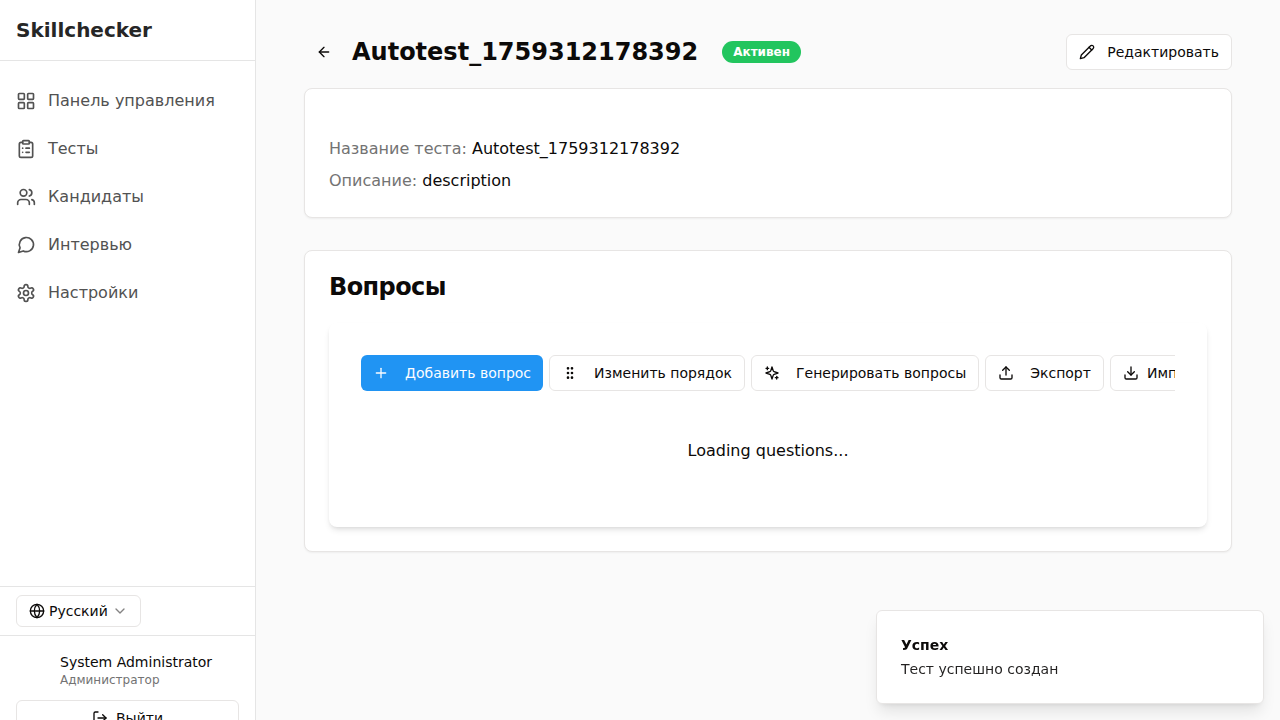 Skillchecker
Панель управления
Тесты
Кандидаты
Интервью
Настройки
Русский
System Administrator
Администратор
Выйти
Autotest_1759312178392
Активен
Редактировать
Название теста: Autotest_1759312178392
Описание: description
Вопросы
Добавить вопрос
Изменить порядок
Генерировать вопросы
Экспорт
Имп
Loading questions...
Успех
Тест успешно создан